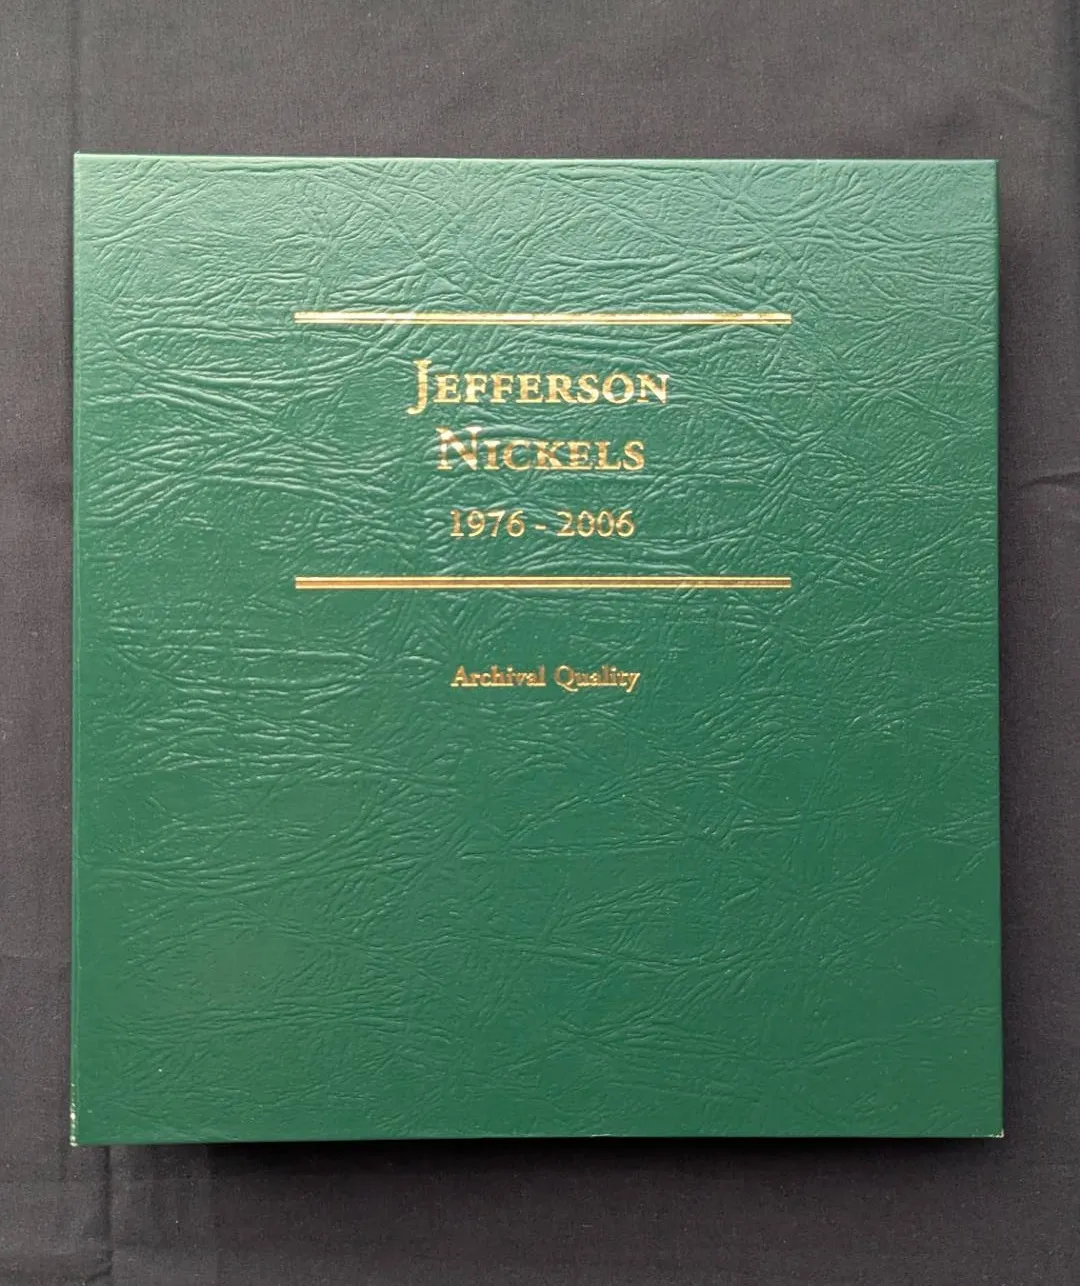 JEFFERSON
NICKELS
1976 - 2006
Archival Quality